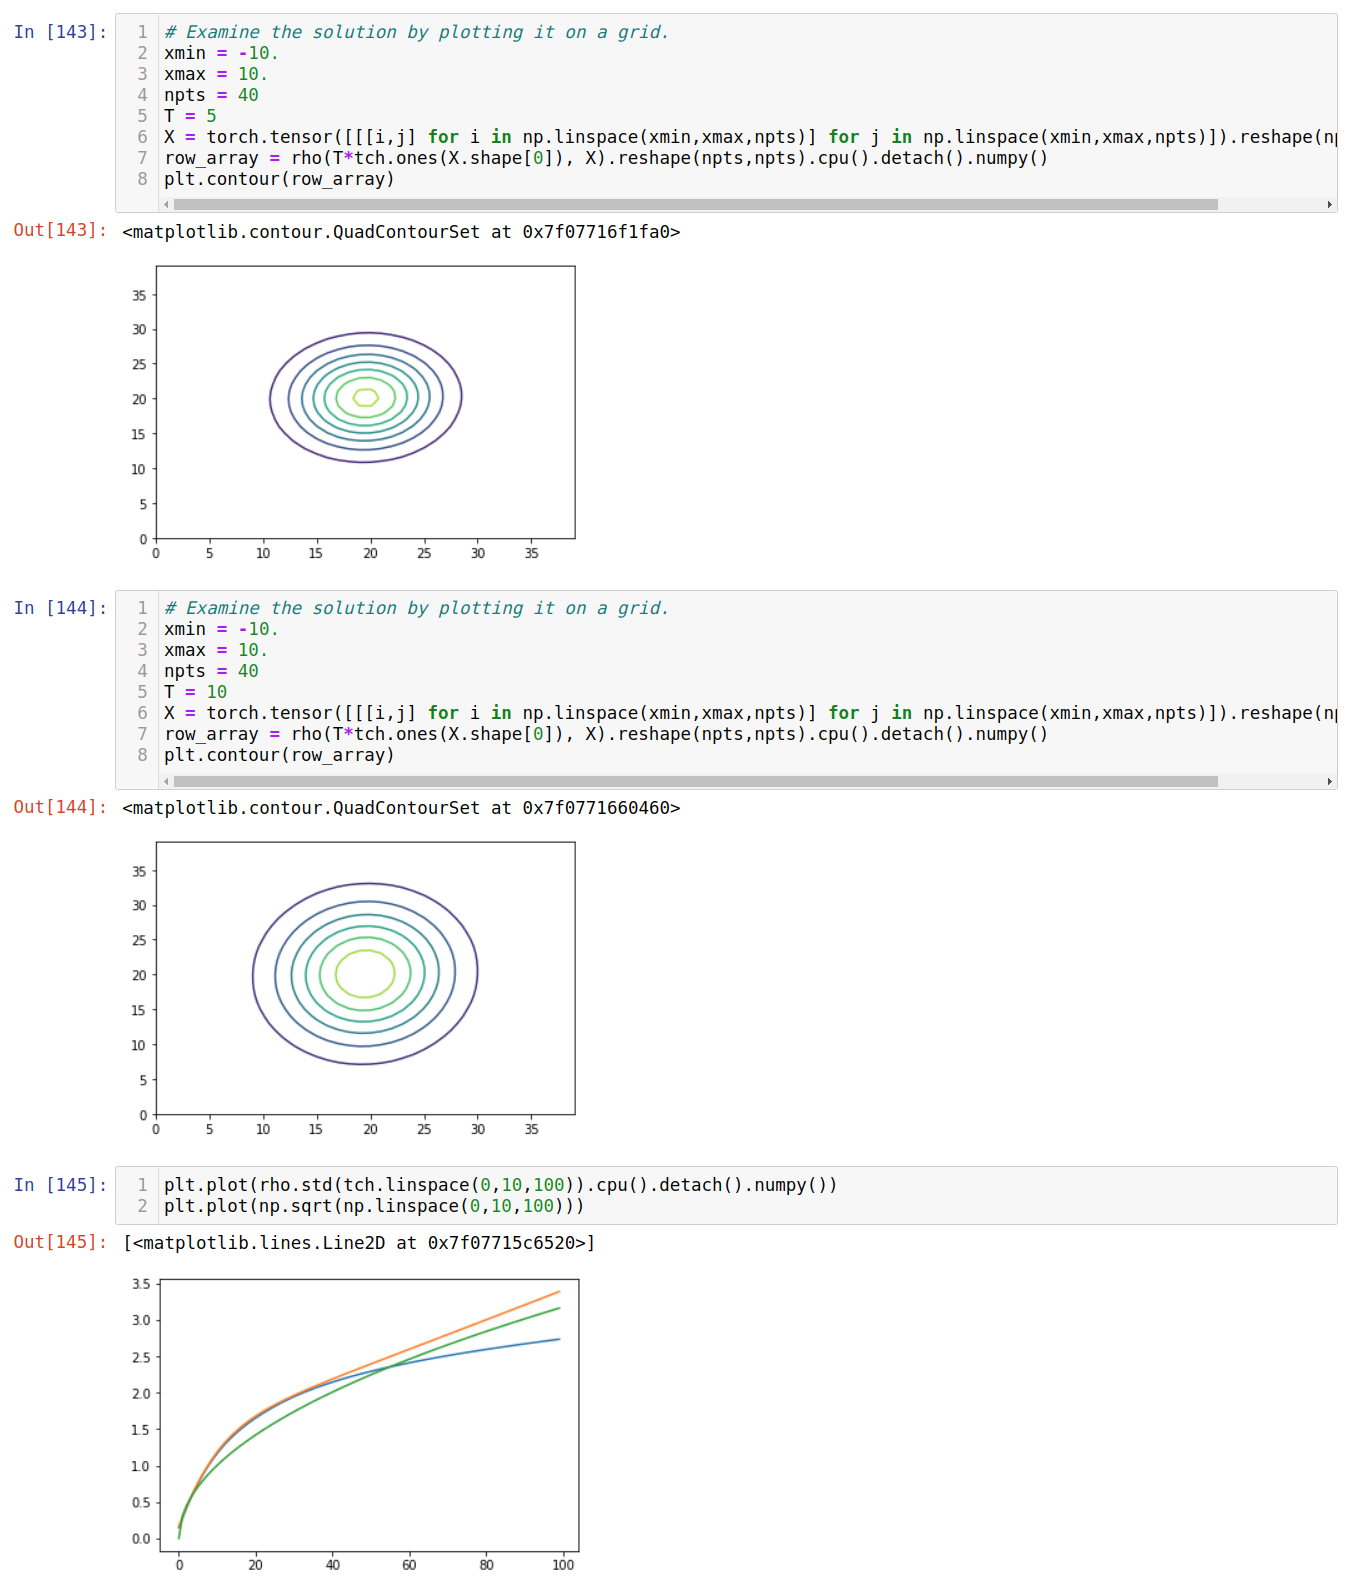 In [143]:
1 # Examine the solution by plotting it on a grid.
2 xmin = -10.
3 xmax = 10.
4 npts = 40
5 T = 5
6 X = torch.tensor([[[i,j] for i in np.linspace(xmin,xmax,npts)] for j in np.linspace(xmin,xmax,npts)]).reshape(np
7 row_array = rho(T*tch.ones(X.shape[0]), X).reshape(npts,npts).cpu().detach().numpy()
8 plt.contour(row_array)
Out[143]: <matplotlib.contour.QuadContourSet at 0x7f07716f1fa0>
35
30
25
20
15
10
5
0
0 5 10 15 20 25 30 35
In [144]:
1 # Examine the solution by plotting it on a grid.
2 xmin = -10.
3 xmax = 10.
4 npts = 40
5 T = 10
6 X = torch.tensor([[[i,j] for i in np.linspace(xmin,xmax,npts)] for j in np.linspace(xmin,xmax,npts)]).reshape(np
7 row_array = rho(T*tch.ones(X.shape[0]), X).reshape(npts,npts).cpu().detach().numpy()
8 plt.contour(row_array)
Out[144]: <matplotlib.contour.QuadContourSet at 0x7f0771660460>
35
30
25
20
15
10
5
0
0 5 10 15 20 25 30 35
In [145]:
1 plt.plot(rho.std(tch.linspace(0,10,100)).cpu().detach().numpy())
2 plt.plot(np.sqrt(np.linspace(0,10,100)))
Out[145]: [<matplotlib.lines.Line2D at 0x7f07715c6520>]
3.5
3.0
2.5
2.0
1.5
1.0
0.5
0.0
0 20 40 60 80 100